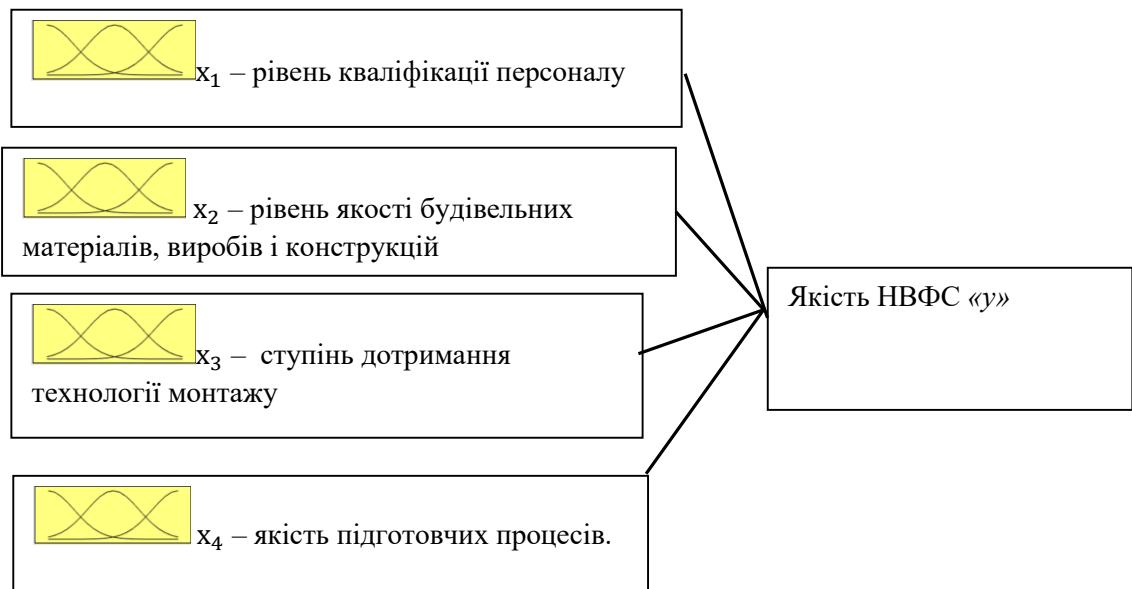 x₁ – рівень кваліфікації персоналу
x₂ – рівень якості будівельних
матеріалів, виробів і конструкцій
x₃ – ступінь дотримання
технології монтажу
x₄ – якість підготовчих процесів.
Якість НВФС «у»